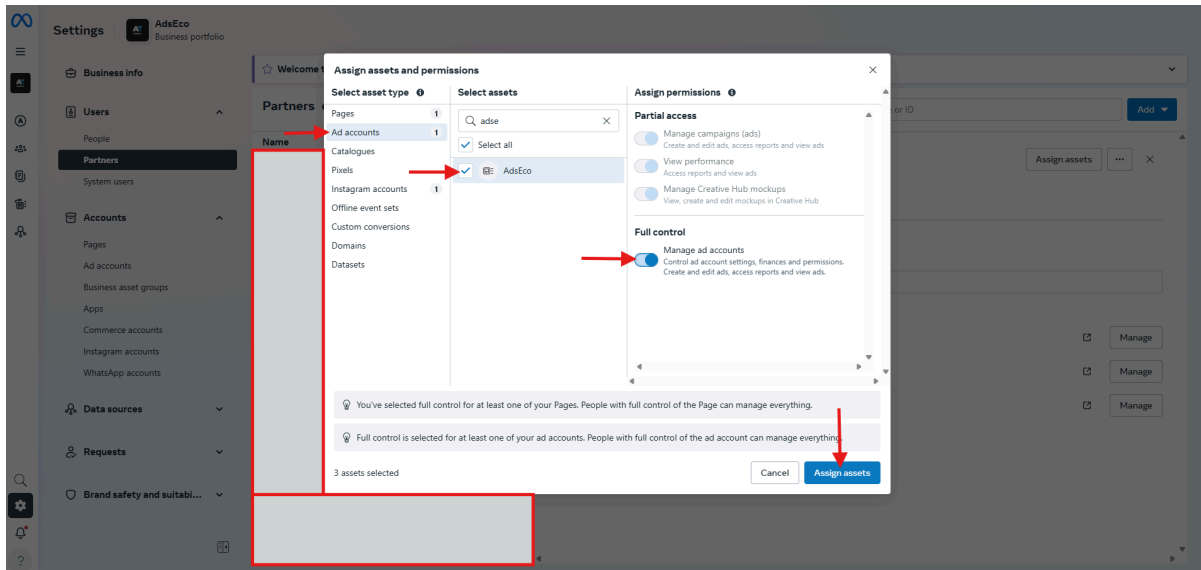 Settings
AdsEco
Business portfolio
Business info
Users
People
Partners
System users
Accounts
Pages
Ad accounts
Business asset groups
Apps
Commerce accounts
Instagram accounts
WhatsApp accounts
Data sources
Requests
Brand safety and suitabi...
Welcome t
Partners
or ID
Add
Name
Assign assets
Manage
Manage
Manage
Assign assets and permissions
Select asset type
Pages 1
Ad accounts 1
Catalogues
Pixels
Instagram accounts 1
Offline event sets
Custom conversions
Domains
Datasets
Select assets
adse
Select all
AdsEco
Assign permissions
Partial access
Manage campaigns (ads)
Create and edit ads, access reports and view ads
View performance
Access reports and view ads
Manage Creative Hub mockups
View, create and edit mockups in Creative Hub
Full control
Manage ad accounts
Control ad account settings, finances and permissions.
Create and edit ads, access reports and view ads.
You've selected full control for at least one of your Pages. People with full control of the Page can manage everything.
Full control is selected for at least one of your ad accounts. People with full control of the ad account can manage everything.
3 assets selected
Cancel
Assign assets